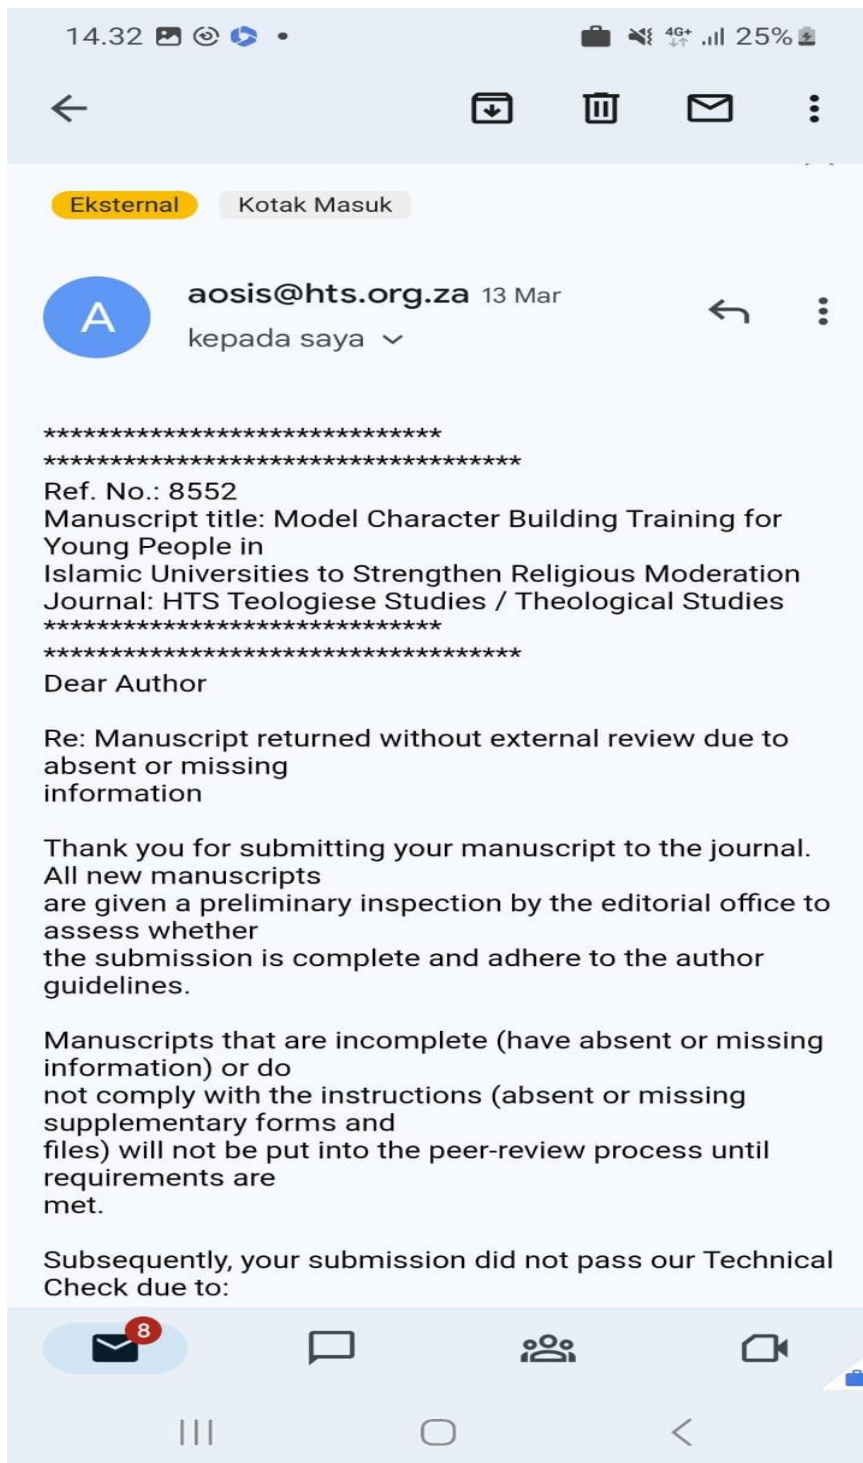 14.32
4G+
25%
Eksternal Kotak Masuk
A
aosis@hts.org.za 13 Mar
kepada saya
******************************
************************************
Ref. No.: 8552
Manuscript title: Model Character Building Training for
Young People in
Islamic Universities to Strengthen Religious Moderation
Journal: HTS Teologiese Studies / Theological Studies
******************************
************************************
Dear Author
Re: Manuscript returned without external review due to
absent or missing
information
Thank you for submitting your manuscript to the journal.
All new manuscripts
are given a preliminary inspection by the editorial office to
assess whether
the submission is complete and adhere to the author
guidelines.
Manuscripts that are incomplete (have absent or missing
information) or do
not comply with the instructions (absent or missing
supplementary forms and
files) will not be put into the peer-review process until
requirements are
met.
Subsequently, your submission did not pass our Technical
Check due to:
8